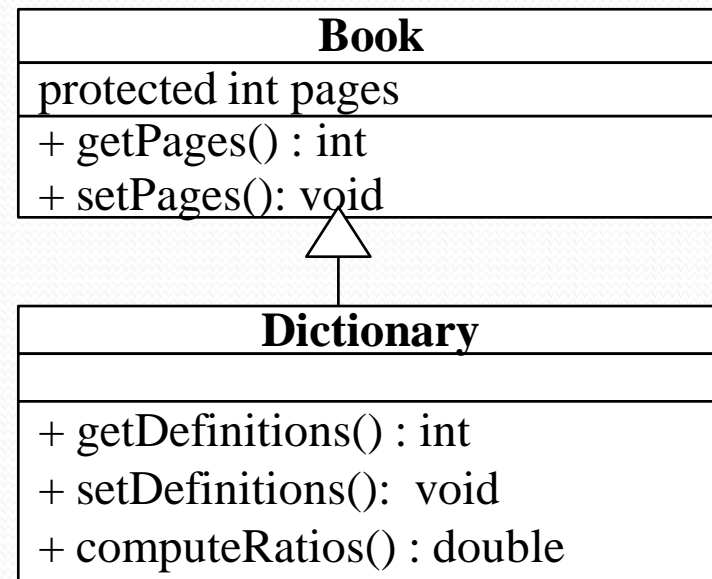 Book
protected int pages
+ getPages() : int
+ setPages(): void
Dictionary
+ getDefinitions() : int
+ setDefinitions(): void
+ computeRatios() : double